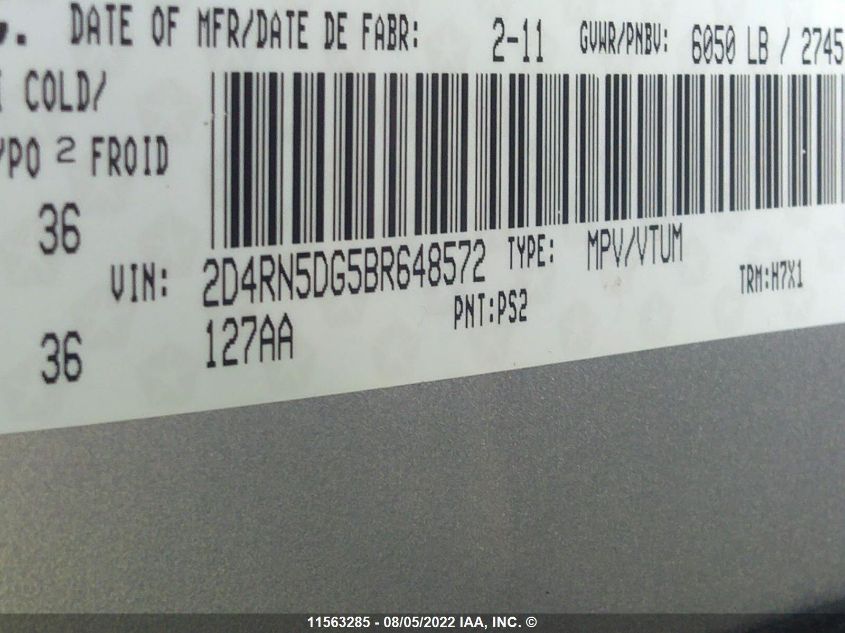 DATE OF MFR/DATE DE FABR: 2-11 GVWR/PNBV: 6050 LB / 2745
COLD/
PO 2 FROID
36
VIN: 2D4RN5DG5BR648572 TYPE: MPV/VTUM TRM:H7X1
36 127AA PNT:PS2
11563285 - 08/05/2022 IAA, INC. ©